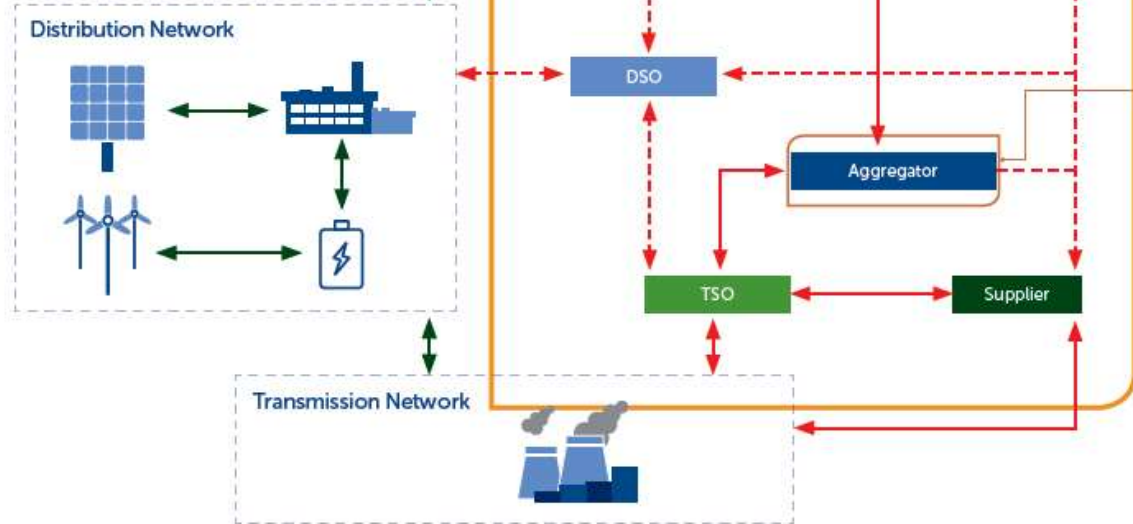 Distribution Network
DSO
Aggregator
TSO
Supplier
Transmission Network